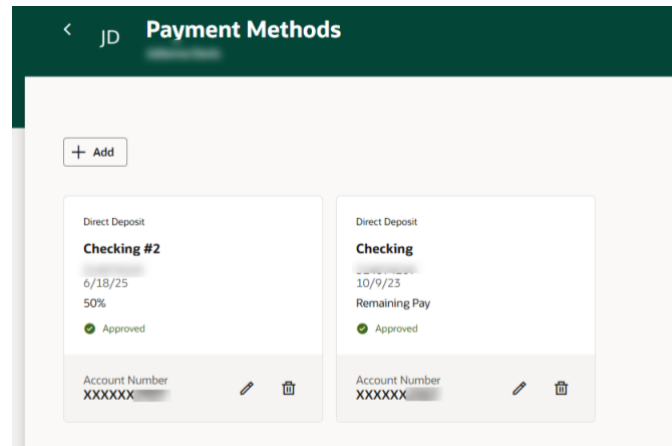 JD
Payment Methods
+ Add
Direct Deposit
Checking #2
6/18/25
50%
Approved
Account Number
XXXXXX
Direct Deposit
Checking
10/9/23
Remaining Pay
Approved
Account Number
XXXXXX